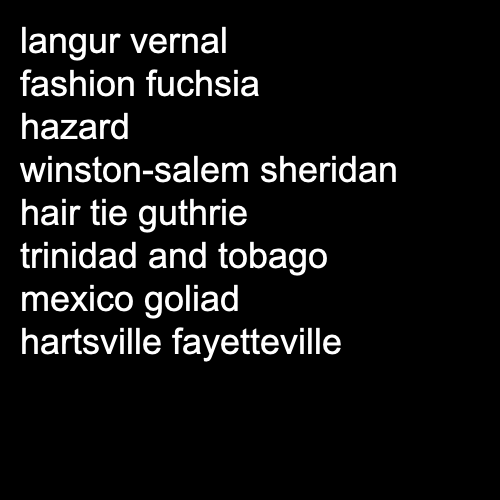 langur vernal
fashion fuchsia
hazard
winston-salem sheridan
hair tie guthrie
trinidad and tobago
mexico goliad
hartsville fayetteville